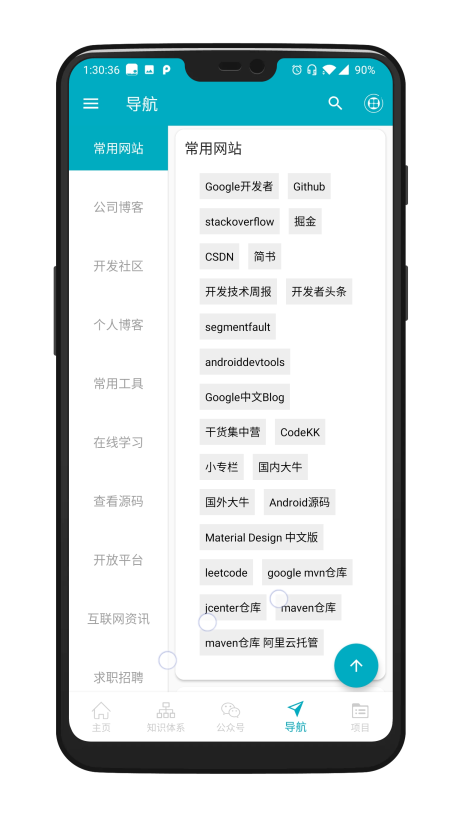 1:30:36
90%
导航
常用网站
公司博客
开发社区
个人博客
常用工具
在线学习
查看源码
开放平台
互联网资讯
求职招聘
常用网站
Google开发者 Github
stackoverflow 掘金
CSDN 简书
开发技术周报 开发者头条
segmentfault
androiddevtools
Google中文Blog
干货集中营 CodeKK
小专栏 国内大牛
国外大牛 Android源码
Material Design 中文版
leetcode google mvn仓库
jcenter仓库 maven仓库
maven仓库 阿里云托管
主页 知识体系 公众号 导航 项目